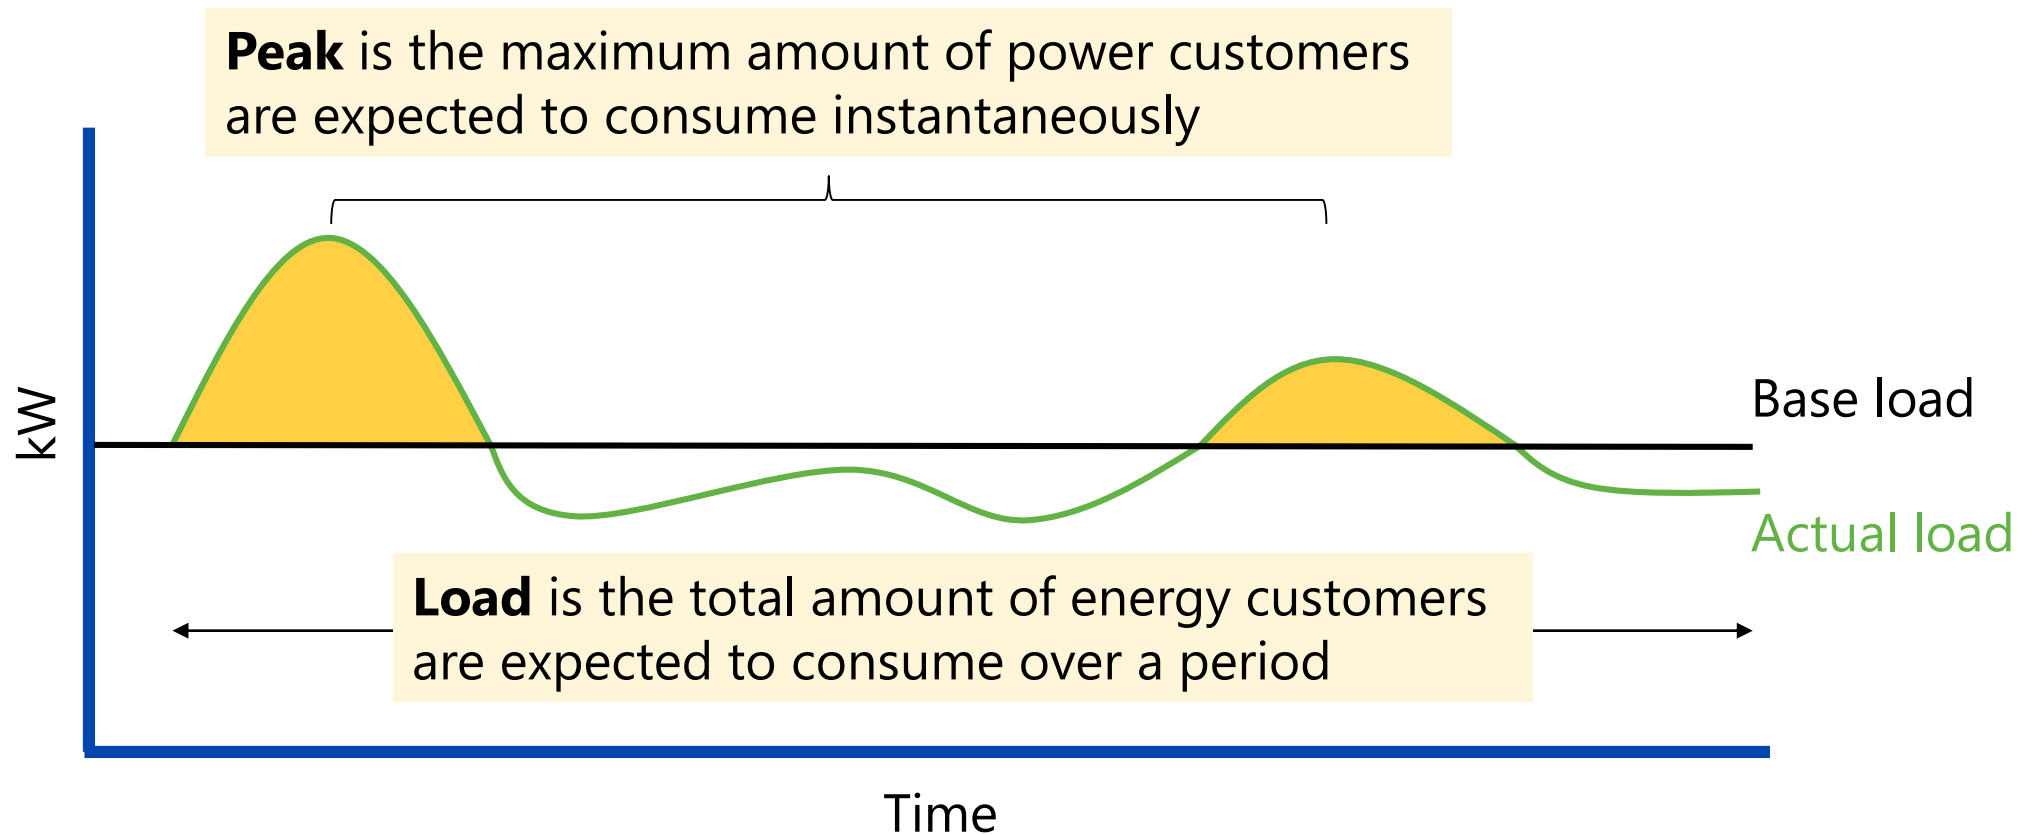 Peak is the maximum amount of power customers
are expected to consume instantaneously
kW
Base load
Actual load
Load is the total amount of energy customers
are expected to consume over a period
Time